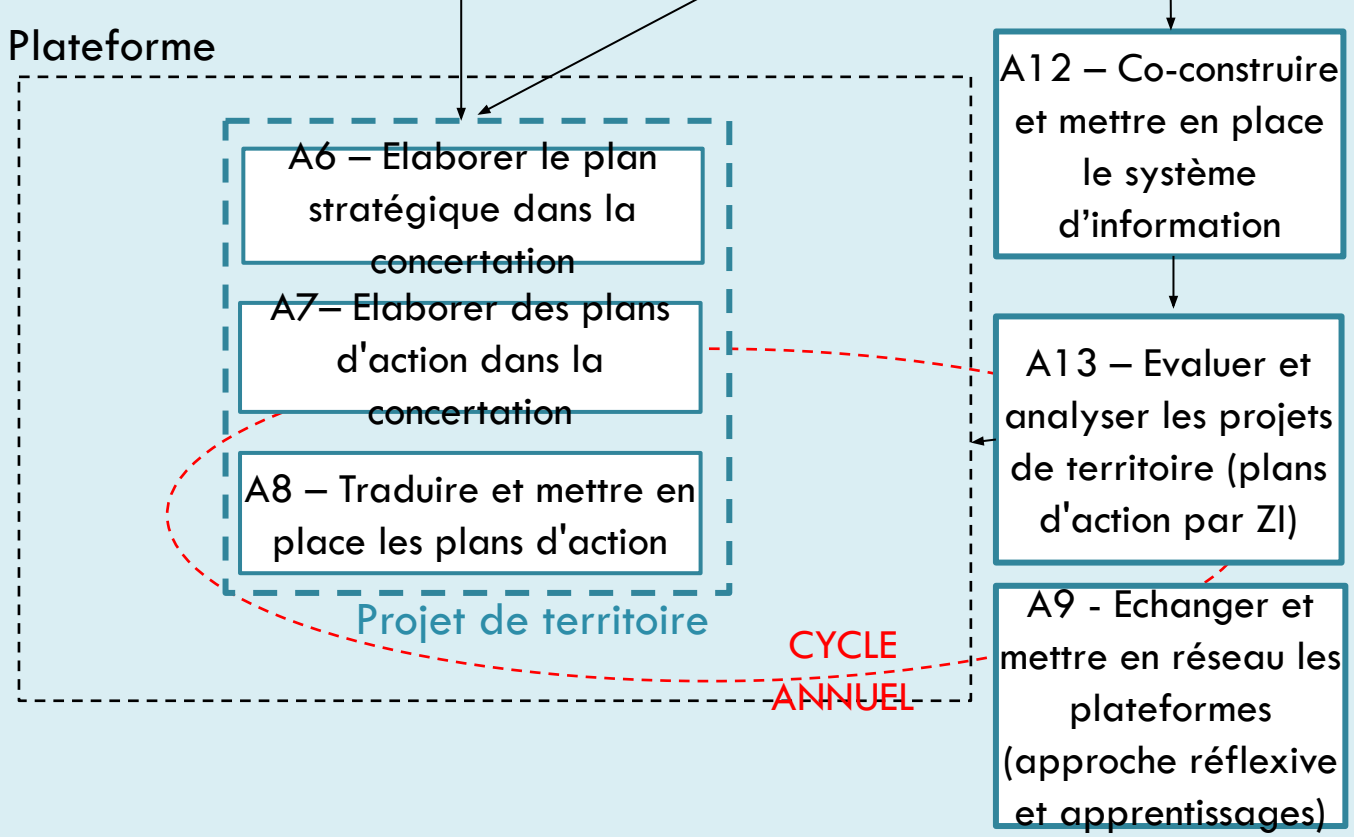 Plateforme
A6 – Elaborer le plan
stratégique dans la
concertation
A7– Elaborer des plans
d'action dans la
concertation
A8 – Traduire et mettre en
place les plans d'action
Projet de territoire
CYCLE
ANNUEL
A12 – Co-construire
et mettre en place
le système
d’information
A13 – Evaluer et
analyser les projets
de territoire (plans
d'action par ZI)
A9 - Echanger et
mettre en réseau les
plateformes
(approche réflexive
et apprentissages)